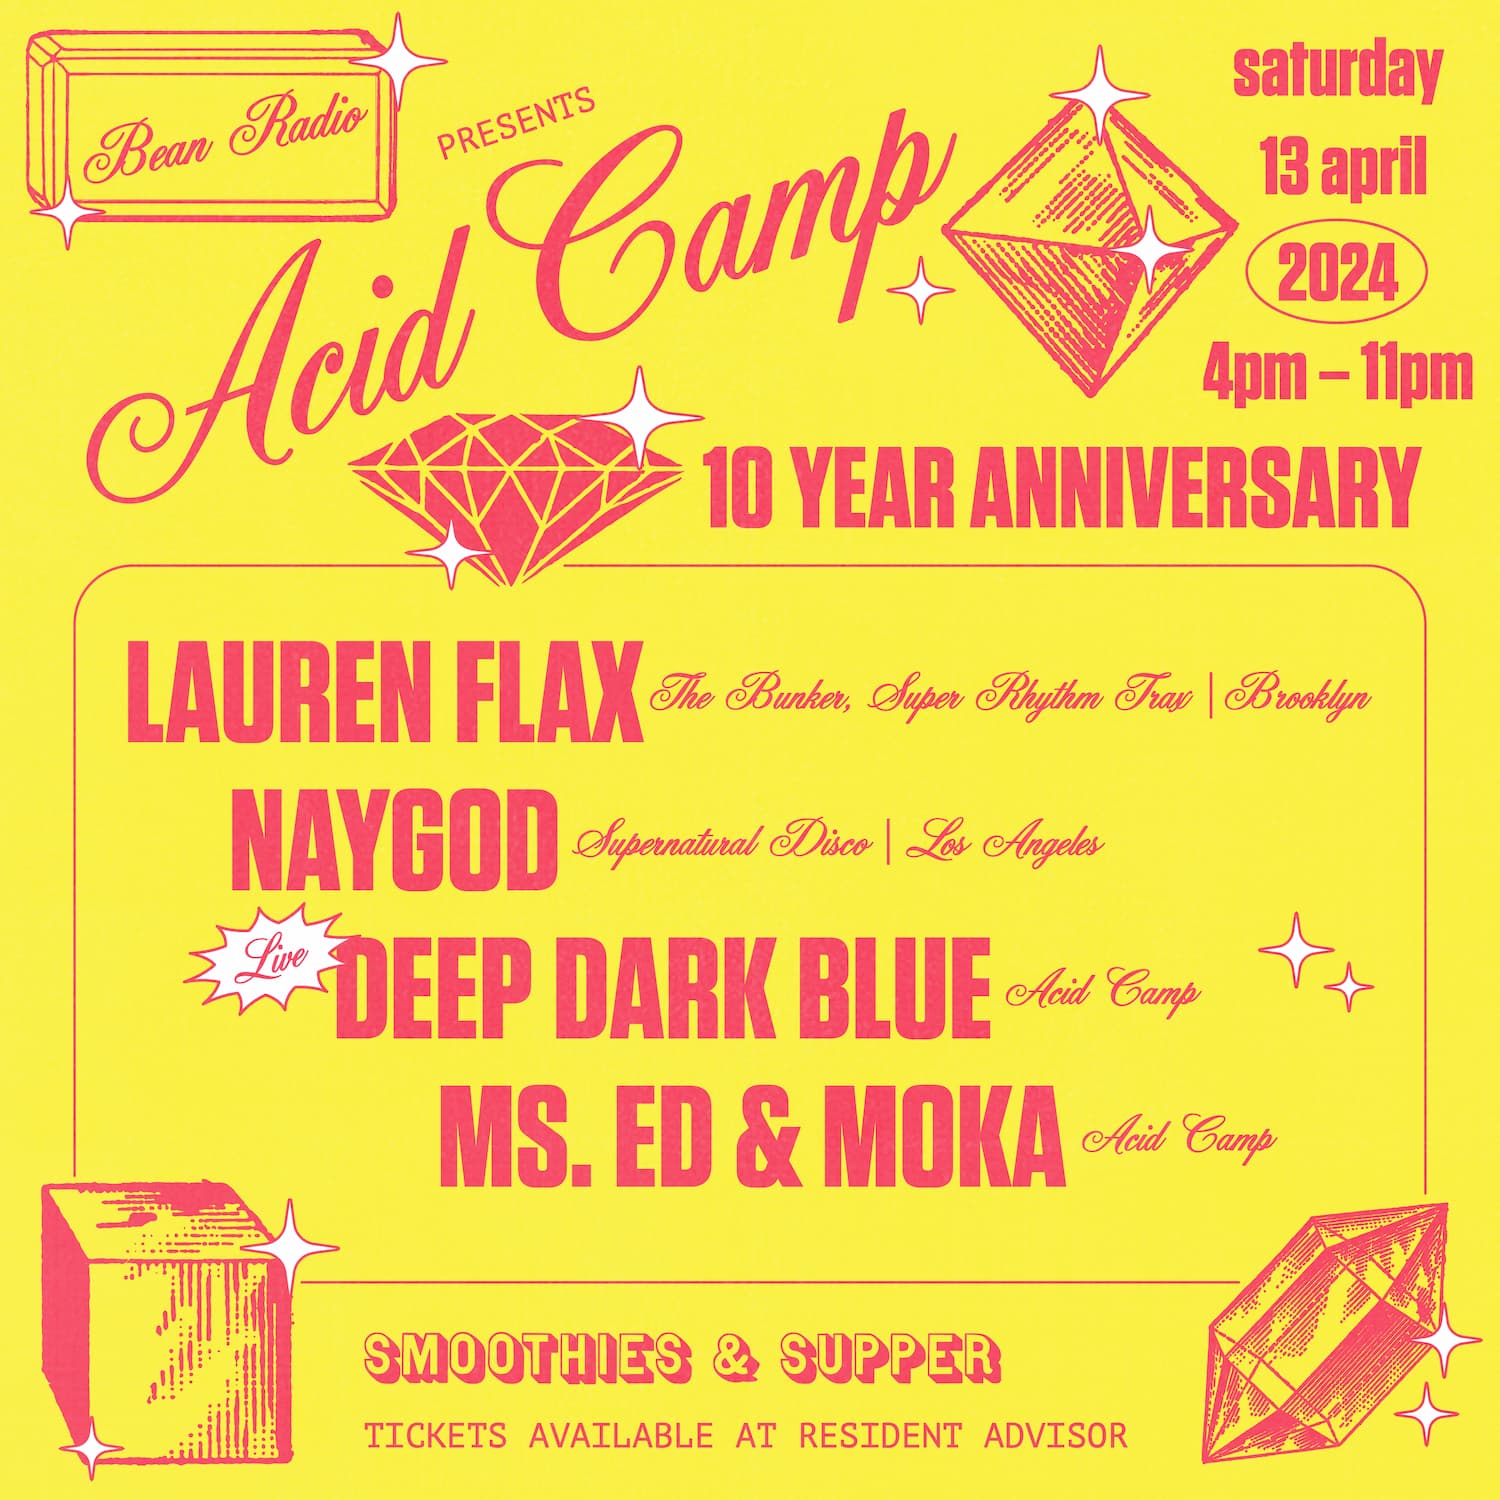 Bean Radio
PRESENTS
Acid Camp
saturday
13 april
2024
4pm – 11pm
10 YEAR ANNIVERSARY
LAUREN FLAX The Bunker, Super Rhythm Trax | Brooklyn
NAYGOD Supernatural Disco | Los Angeles
Live DEEP DARK BLUE Acid Camp
MS. ED & MOKA Acid Camp
SMOOTHIES & SUPPER
TICKETS AVAILABLE AT RESIDENT ADVISOR